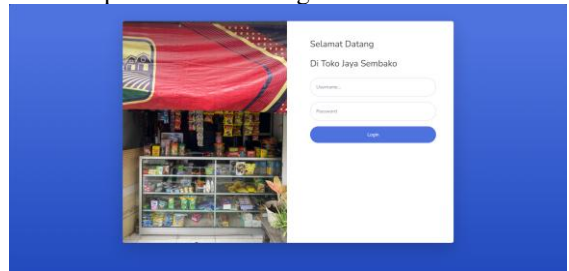 Selamat Datang
Di Toko Jaya Sembako
Username...
Password
Login